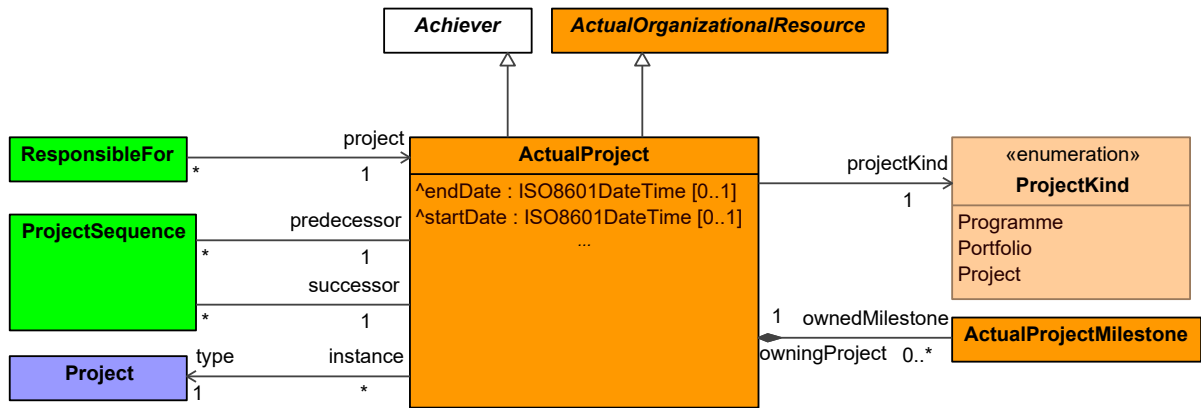 Achiever
ActualOrganizationalResource
ResponsibleFor
project
*
1
ActualProject
^endDate : ISO8601DateTime [0..1]
^startDate : ISO8601DateTime [0..1]
...
projectKind
1
«enumeration»
ProjectKind
Programme
Portfolio
Project
ProjectSequence
predecessor
*
1
successor
*
1
1
ownedMilestone
owningProject
0..*
ActualProjectMilestone
Project
type
1
instance
*